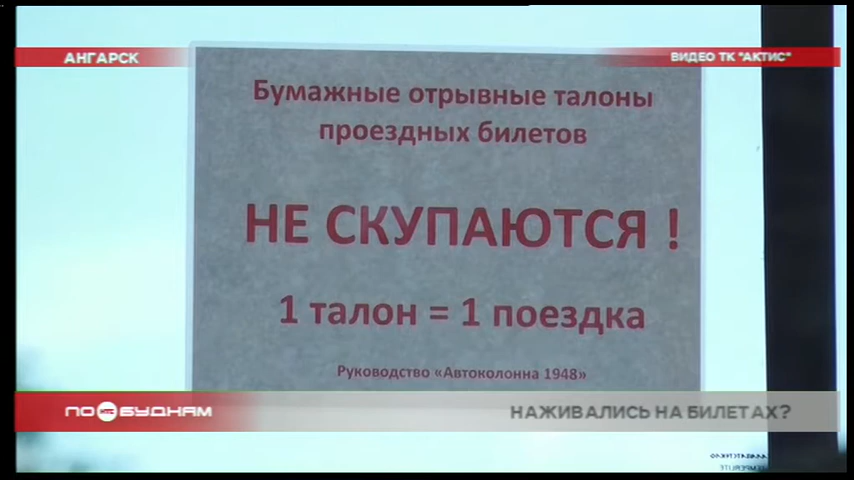 АНГАРСК
ВИДЕО ТК "АКТИС"
Бумажные отрывные талоны
проездных билетов
НЕ СКУПАЮТСЯ !
1 талон = 1 поездка
Руководство «Автоколонна 1948»
ПО ИТС БУДНЯМ
НАЖИВАЛИСЬ НА БИЛЕТАХ?